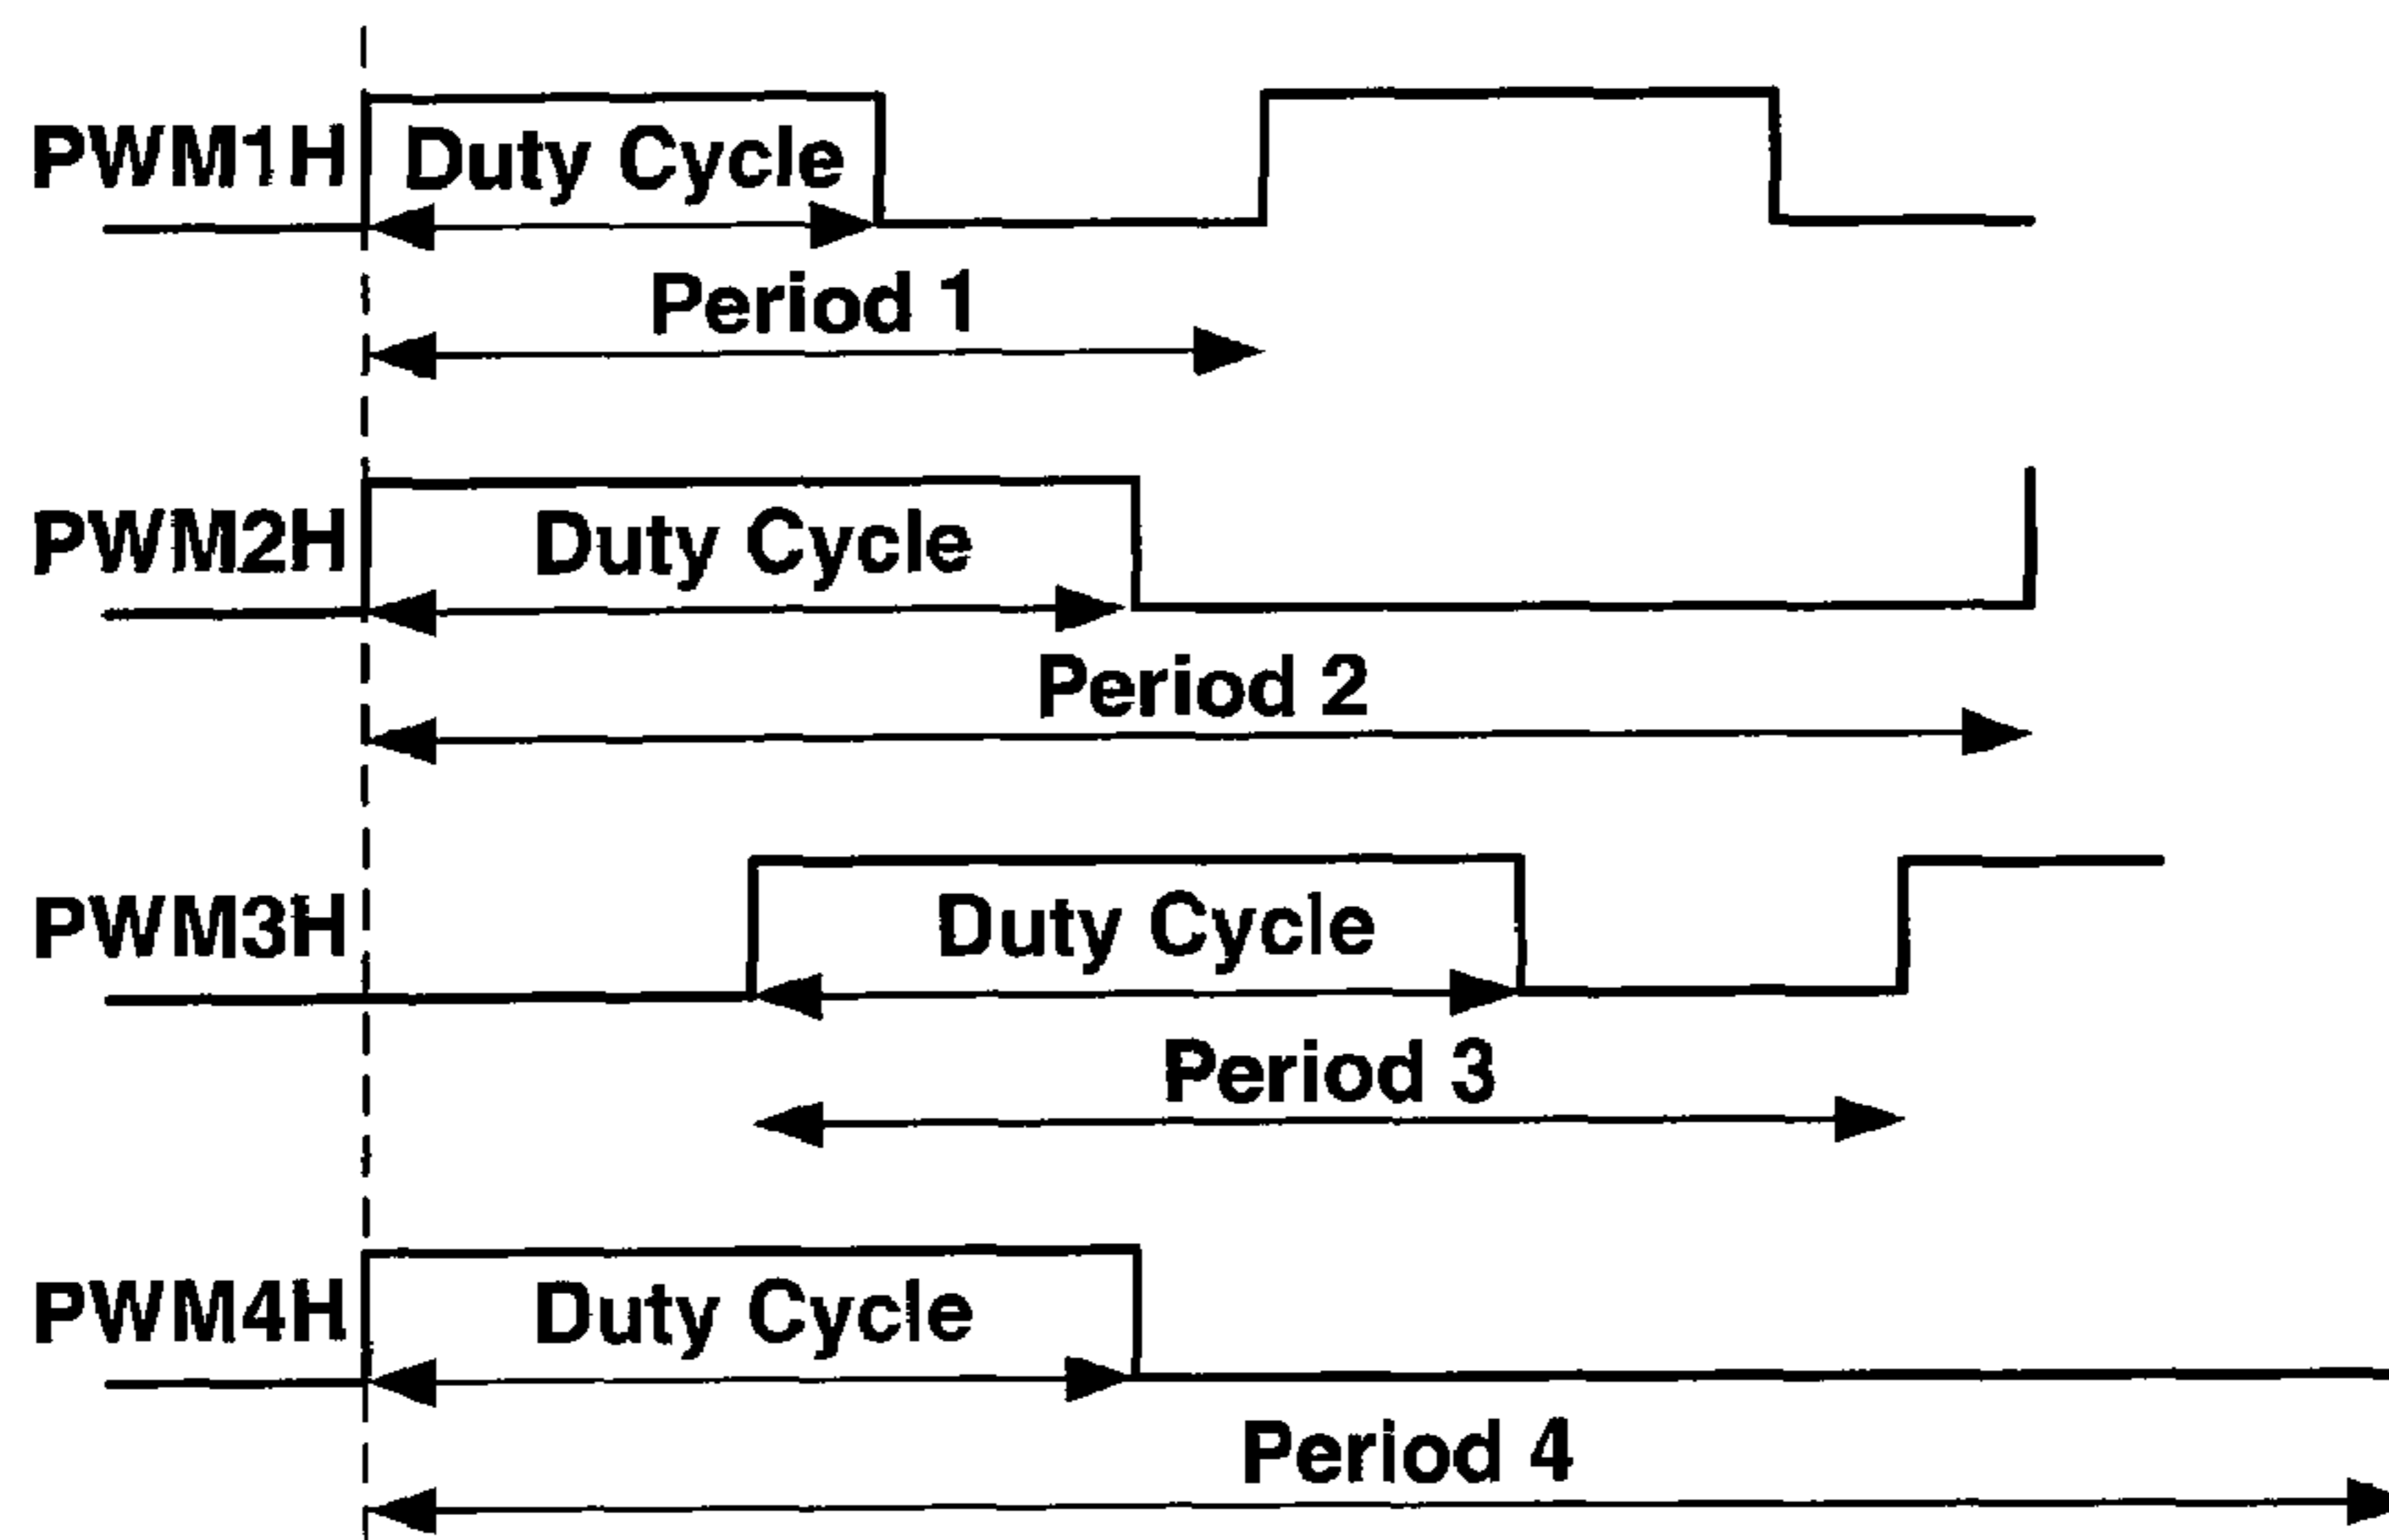 PWM1H Duty Cycle
Period 1
PWM2H Duty Cycle
Period 2
PWM3H Duty Cycle
Period 3
PWM4H Duty Cycle
Period 4